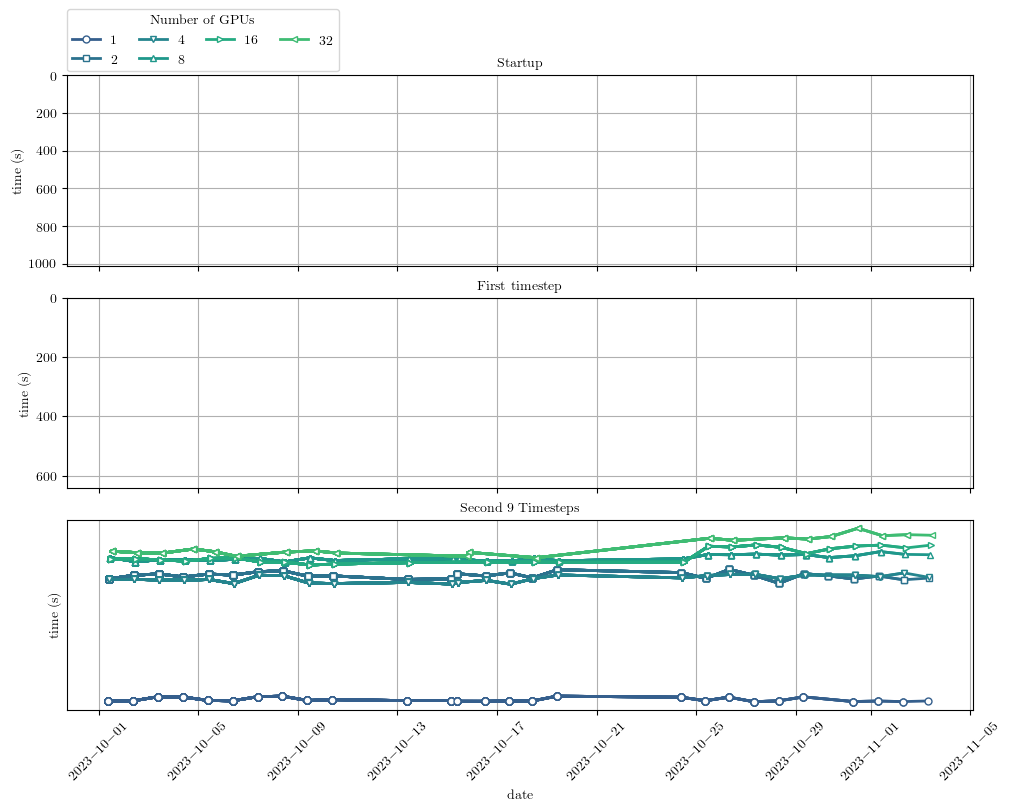 Number of GPUs
1 4 16 32
2 8
Startup
0
200
400
600
800
1000
time (s)
First timestep
0
200
400
600
time (s)
Second 9 Timesteps
time (s)
2023−10−01 2023−10−05 2023−10−09 2023−10−13 2023−10−17 2023−10−21 2023−10−25 2023−10−29 2023−11−01 2023−11−05
date